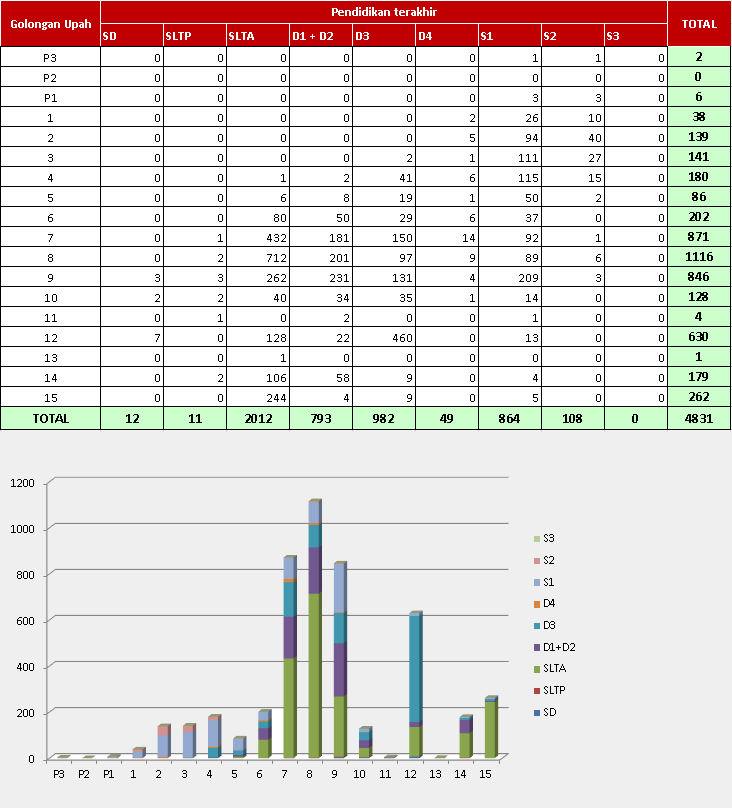 Golongan Upah Pendidikan terakhir TOTAL
SD SLTP SLTA D1 + D2 D3 D4 S1 S2 S3
P3 0 0 0 0 0 0 1 1 0 2
P2 0 0 0 0 0 0 0 0 0 0
P1 0 0 0 0 0 0 3 3 0 6
1 0 0 0 0 0 2 26 10 0 38
2 0 0 0 0 0 5 94 40 0 139
3 0 0 0 0 2 1 111 27 0 141
4 0 0 1 2 41 6 115 15 0 180
5 0 0 6 8 19 1 50 2 0 86
6 0 0 80 50 29 6 37 0 0 202
7 0 1 432 181 150 14 92 1 0 871
8 0 2 712 201 97 9 89 6 0 1116
9 3 3 262 231 131 4 209 3 0 846
10 2 2 40 34 35 1 14 0 0 128
11 0 1 0 2 0 0 1 0 0 4
12 7 0 128 22 460 0 13 0 0 630
13 0 0 1 0 0 0 0 0 0 1
14 0 2 106 58 9 0 4 0 0 179
15 0 0 244 4 9 0 5 0 0 262
TOTAL 12 11 2012 793 982 49 864 108 0 4831
1200
1000
800
600
400
200
0
P3 P2 P1 1 2 3 4 5 6 7 8 9 10 11 12 13 14 15
S3
S2
S1
D4
D3
D1+D2
SLTA
SLTP
SD